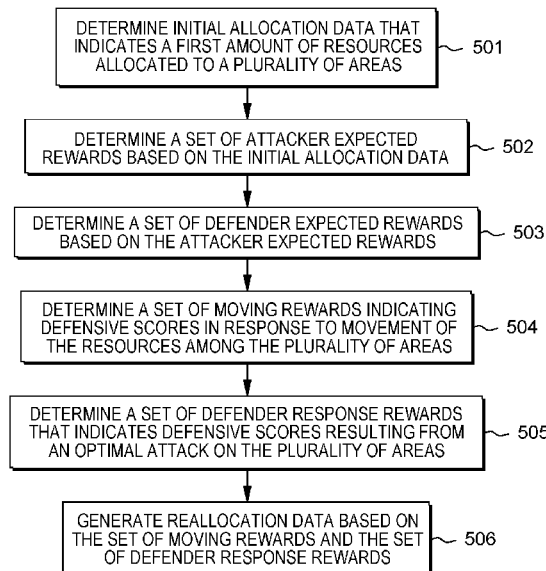 DETERMINE INITIAL ALLOCATION DATA THAT
INDICATES A FIRST AMOUNT OF RESOURCES
ALLOCATED TO A PLURALITY OF AREAS
501
DETERMINE A SET OF ATTACKER EXPECTED
REWARDS BASED ON THE INITIAL ALLOCATION DATA
502
DETERMINE A SET OF DEFENDER EXPECTED REWARDS
BASED ON THE ATTACKER EXPECTED REWARDS
503
DETERMINE A SET OF MOVING REWARDS INDICATING
DEFENSIVE SCORES IN RESPONSE TO MOVEMENT OF
THE RESOURCES AMONG THE PLURALITY OF AREAS
504
DETERMINE A SET OF DEFENDER RESPONSE REWARDS
THAT INDICATES DEFENSIVE SCORES RESULTING FROM
AN OPTIMAL ATTACK ON THE PLURALITY OF AREAS
505
GENERATE REALLOCATION DATA BASED ON
THE SET OF MOVING REWARDS AND THE SET
OF DEFENDER RESPONSE REWARDS
506